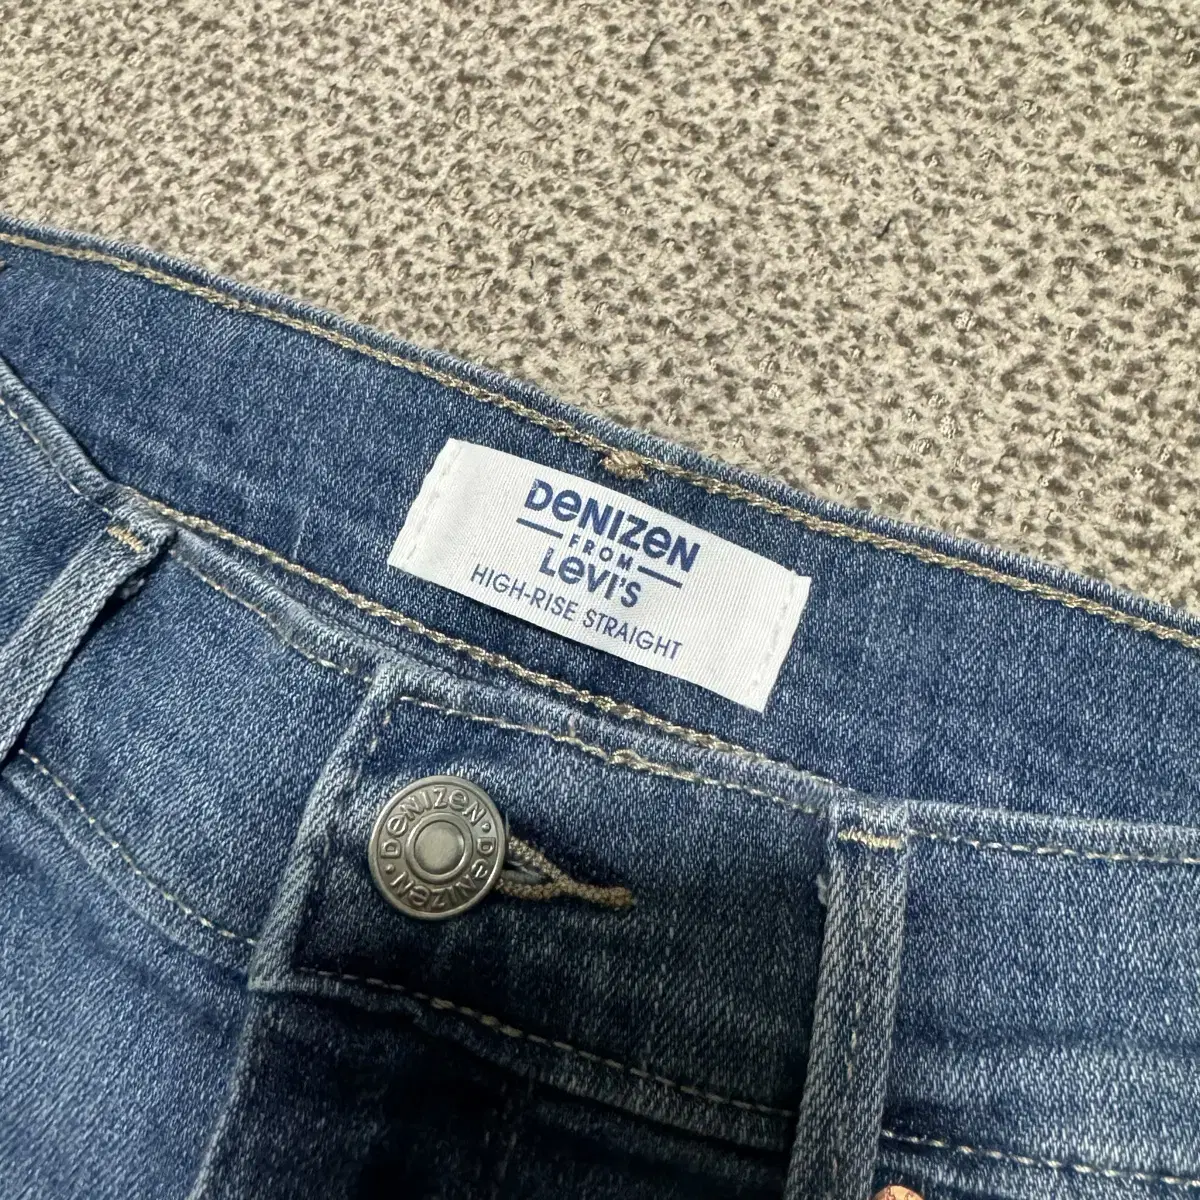 DeNiZeN
FROM
Levi's
HIGH-RISE STRAIGHT
DeNiZeN · DeNiZeN ·